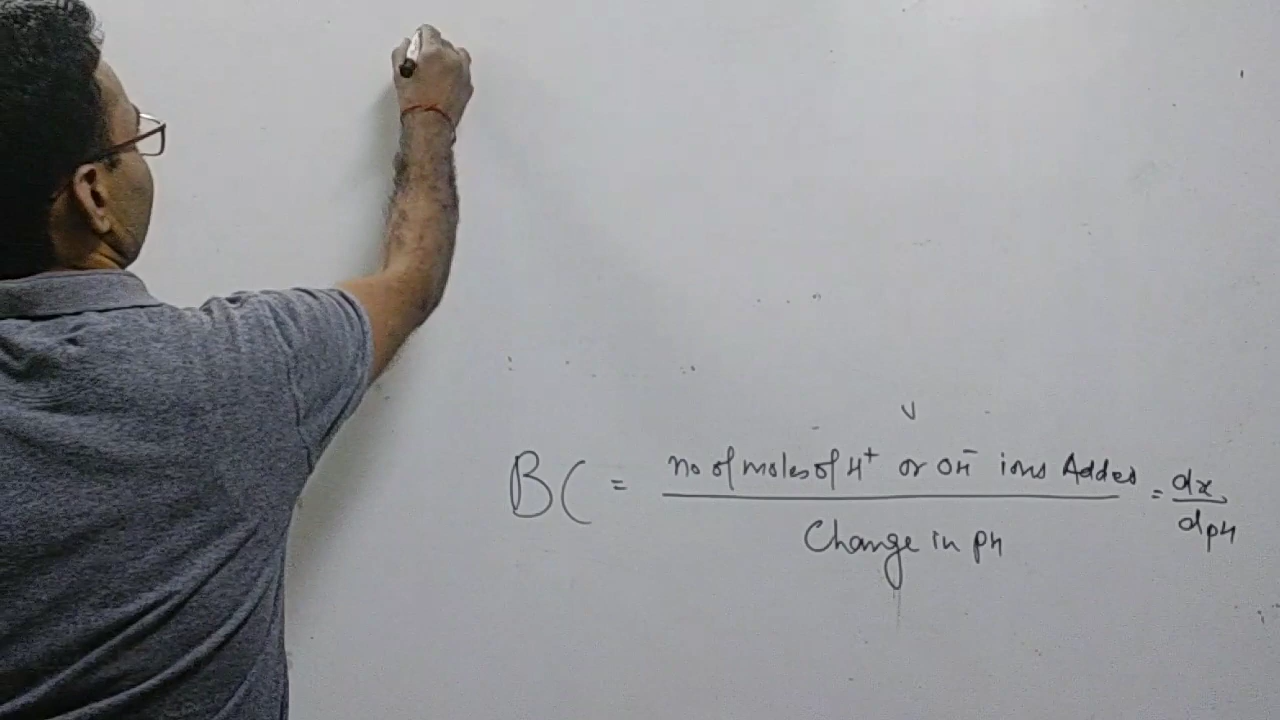 BC = no of moles of H⁺ or OH⁻ ions Added / Change in pH = dx / dpH